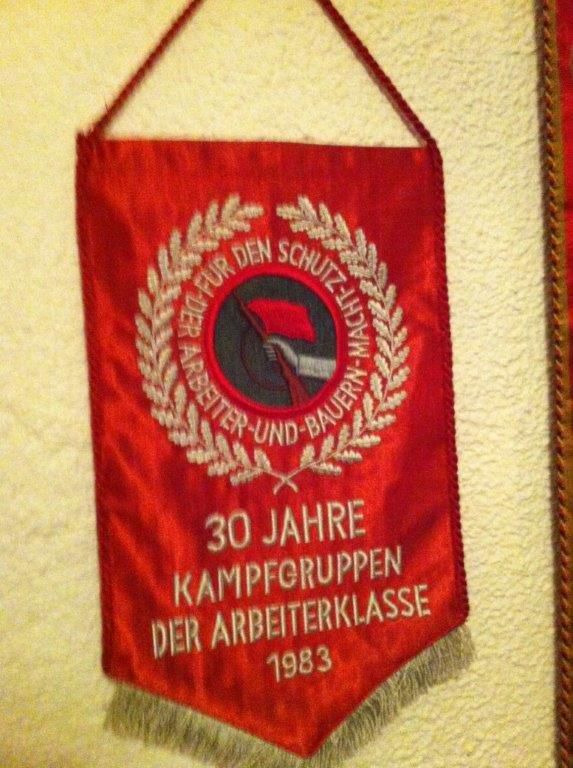 FÜR DEN SCHUTZ DER ARBEITER-UND-BAUERN-MACHT
30 JAHRE
KAMPFGRUPPEN
DER ARBEITERKLASSE
1983